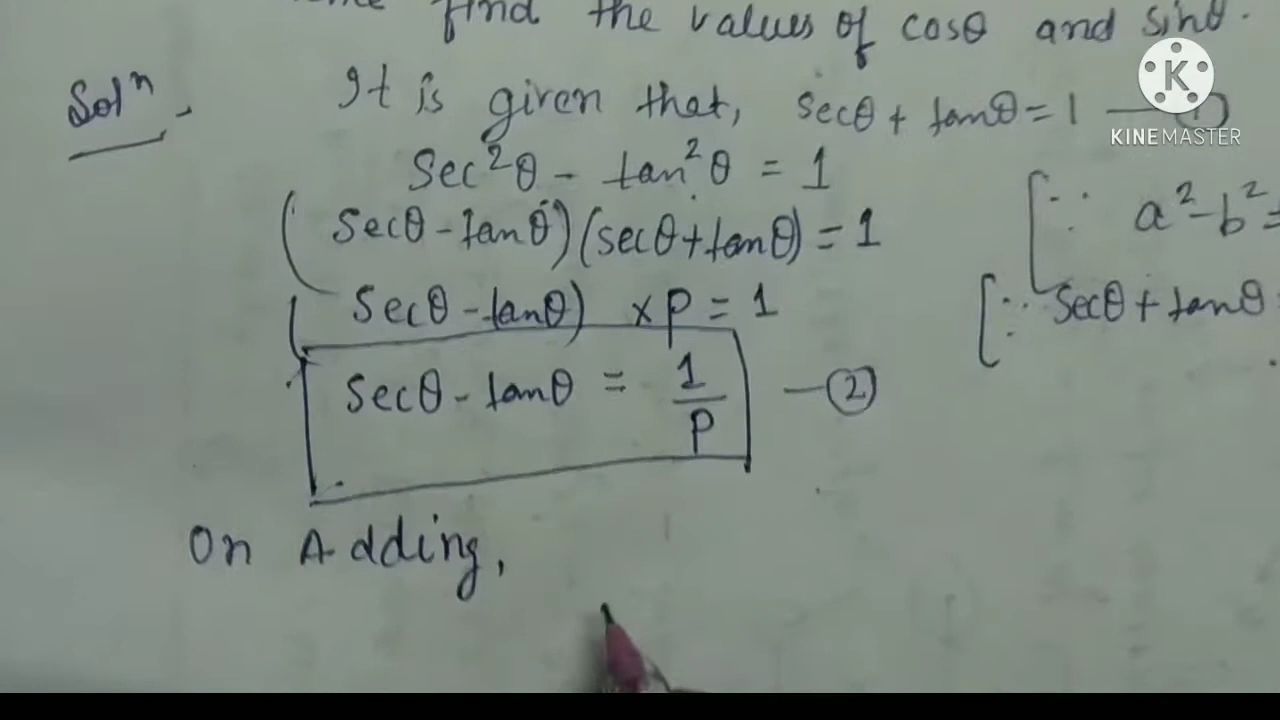 find the values of cosθ and sinθ.
Solⁿ. It is given that, secθ + tanθ = 1 —①
Sec²θ - tan²θ = 1
(secθ - tanθ)(secθ + tanθ) = 1 [∵ a² - b² =
(secθ - tanθ) × p = 1 [∵ secθ + tanθ
secθ - tanθ = 1/p —②
On Adding,
K
KINEMASTER